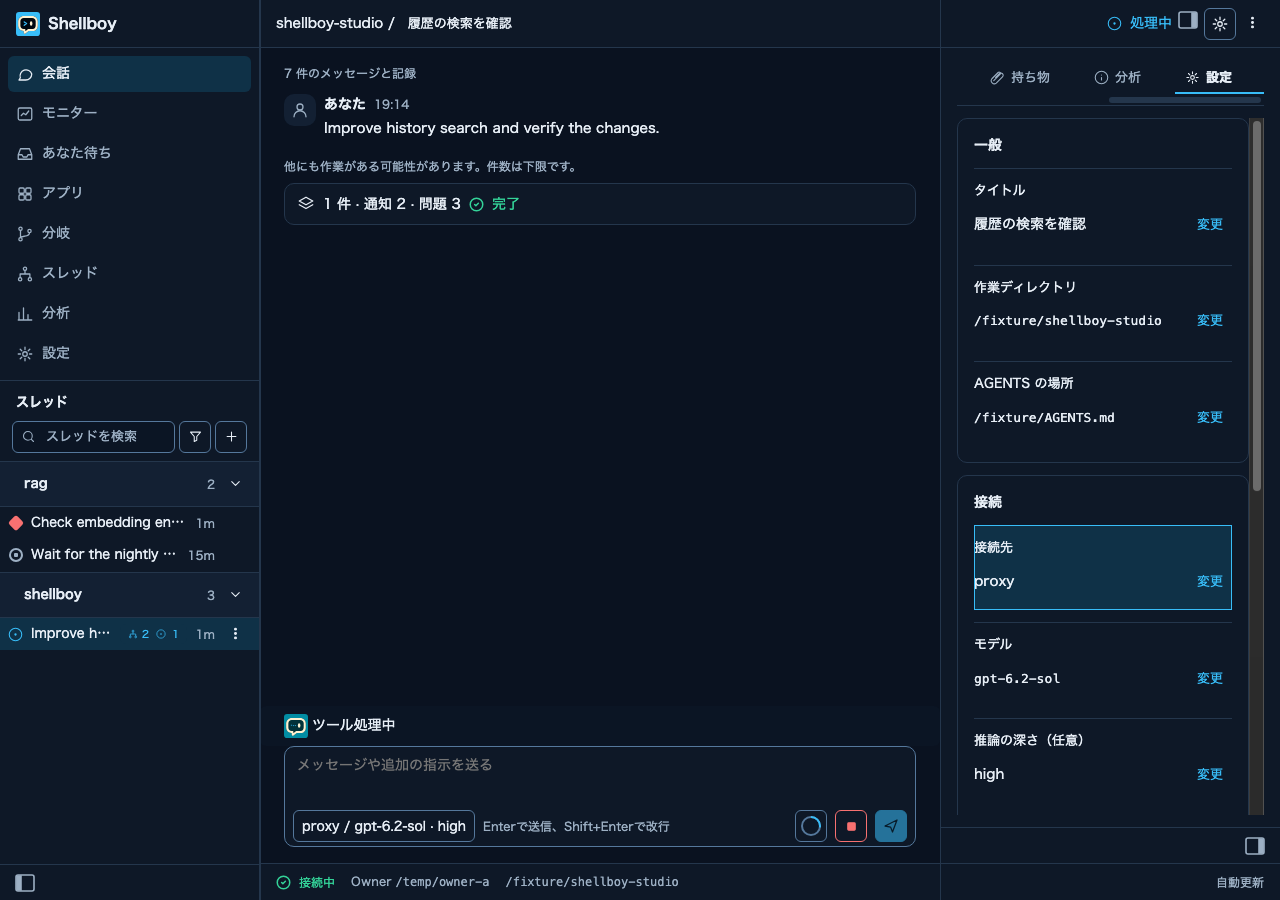 Shellboy
会話
モニター
あなた待ち
アプリ
分岐
スレッド
分析
設定
スレッド
スレッドを検索
rag 2
Check embedding en… 1m
Wait for the nightly … 15m
shellboy 3
Improve h… 2 1 1m
shellboy-studio / 履歴の検索を確認
7 件のメッセージと記録
あなた 19:14
Improve history search and verify the changes.
他にも作業がある可能性があります。件数は下限です。
1 件 · 通知 2 · 問題 3 完了
ツール処理中
メッセージや追加の指示を送る
proxy / gpt-6.2-sol · high Enterで送信、Shift+Enterで改行
接続中 Owner /temp/owner-a /fixture/shellboy-studio
処理中
持ち物 分析 設定
一般
タイトル
履歴の検索を確認 変更
作業ディレクトリ
/fixture/shellboy-studio 変更
AGENTS の場所
/fixture/AGENTS.md 変更
接続
接続先
proxy 変更
モデル
gpt-6.2-sol 変更
推論の深さ（任意）
high 変更
自動更新